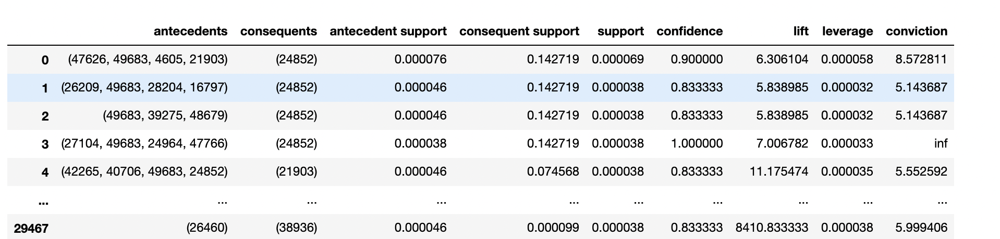 antecedents consequents antecedent support consequent support support confidence lift leverage conviction
0 (47626, 49683, 4605, 21903) (24852) 0.000076 0.142719 0.000069 0.900000 6.306104 0.000058 8.572811
1 (26209, 49683, 28204, 16797) (24852) 0.000046 0.142719 0.000038 0.833333 5.838985 0.000032 5.143687
2 (49683, 39275, 48679) (24852) 0.000046 0.142719 0.000038 0.833333 5.838985 0.000032 5.143687
3 (27104, 49683, 24964, 47766) (24852) 0.000038 0.142719 0.000038 1.000000 7.006782 0.000033 inf
4 (42265, 40706, 49683, 24852) (21903) 0.000046 0.074568 0.000038 0.833333 11.175474 0.000035 5.552592
... ... ... ... ... ... ... ... ... ...
29467 (26460) (38936) 0.000046 0.000099 0.000038 0.833333 8410.833333 0.000038 5.999406